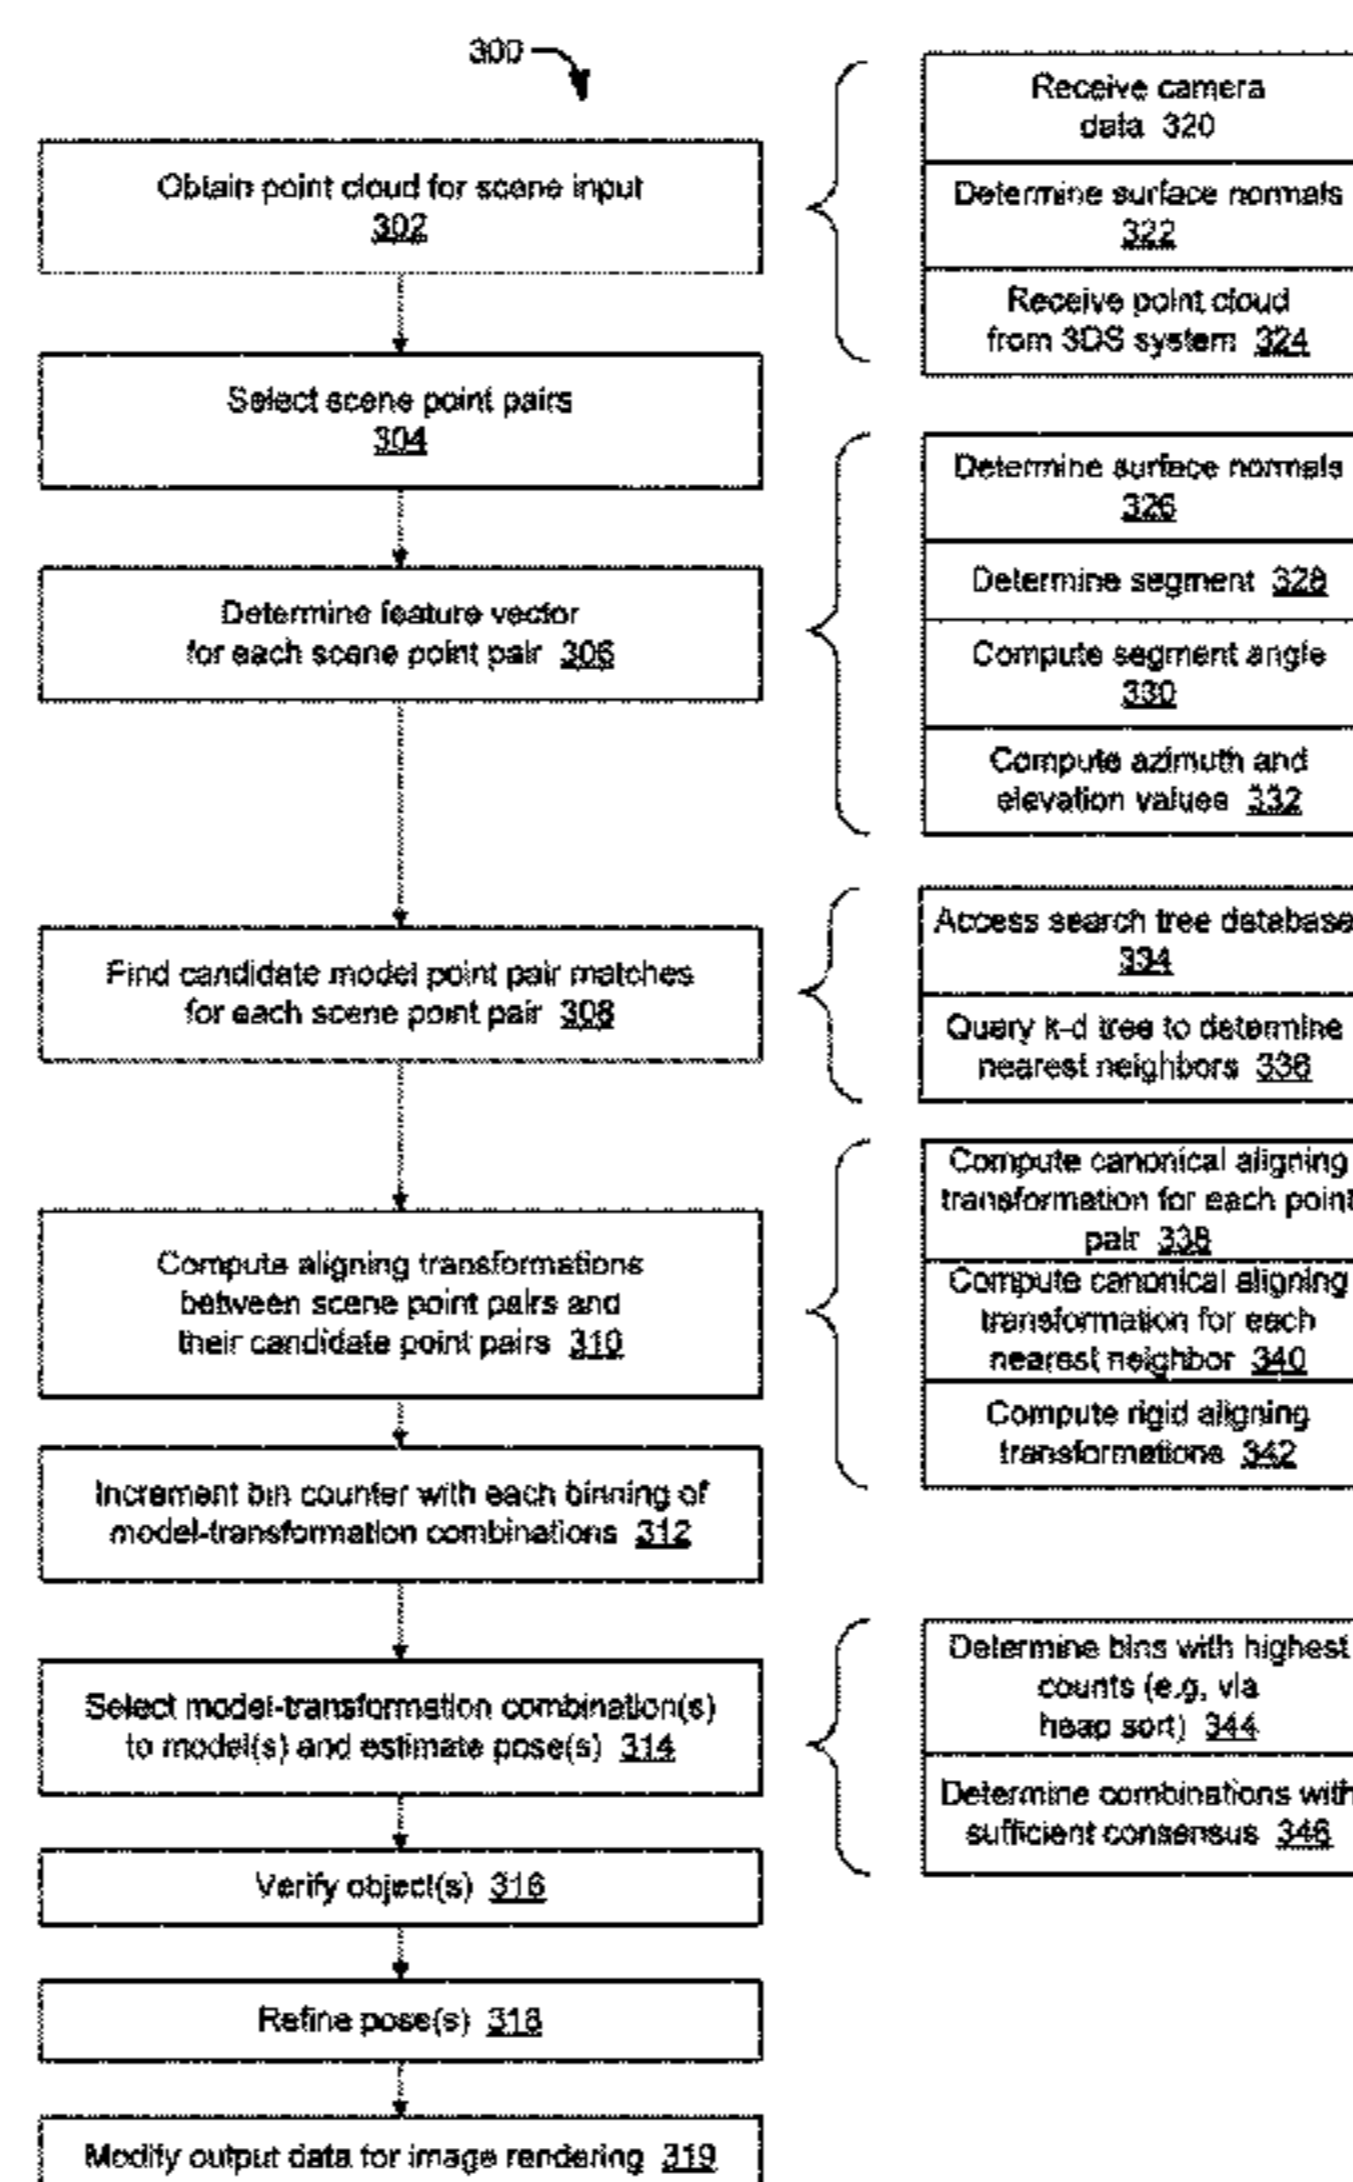 300
Obtain point cloud for scene input
302
Select scene point pairs
304
Determine feature vector
for each scene point pair 306
Find candidate model point pair matches
for each scene point pair 308
Compute aligning transformations
between scene point pairs and
their candidate point pairs 310
Increment bin counter with each binning of
model-transformation combinations 312
Select model-transformation combination(s)
to model(s) and estimate pose(s) 314
Verify object(s) 316
Refine pose(s) 318
Modify output data for image rendering 319
Receive camera
data 320
Determine surface normals
322
Receive point cloud
from 3DS system 324
Determine surface normals
326
Determine segment 328
Compute segment angle
330
Compute azimuth and
elevation values 332
Access search tree database
334
Query k-d tree to determine
nearest neighbors 336
Compute canonical aligning
transformation for each point
pair 338
Compute canonical aligning
transformation for each
nearest neighbor 340
Compute rigid aligning
transformations 342
Determine bins with highest
counts (e.g, via
heap sort) 344
Determine combinations with
sufficient consensus 346